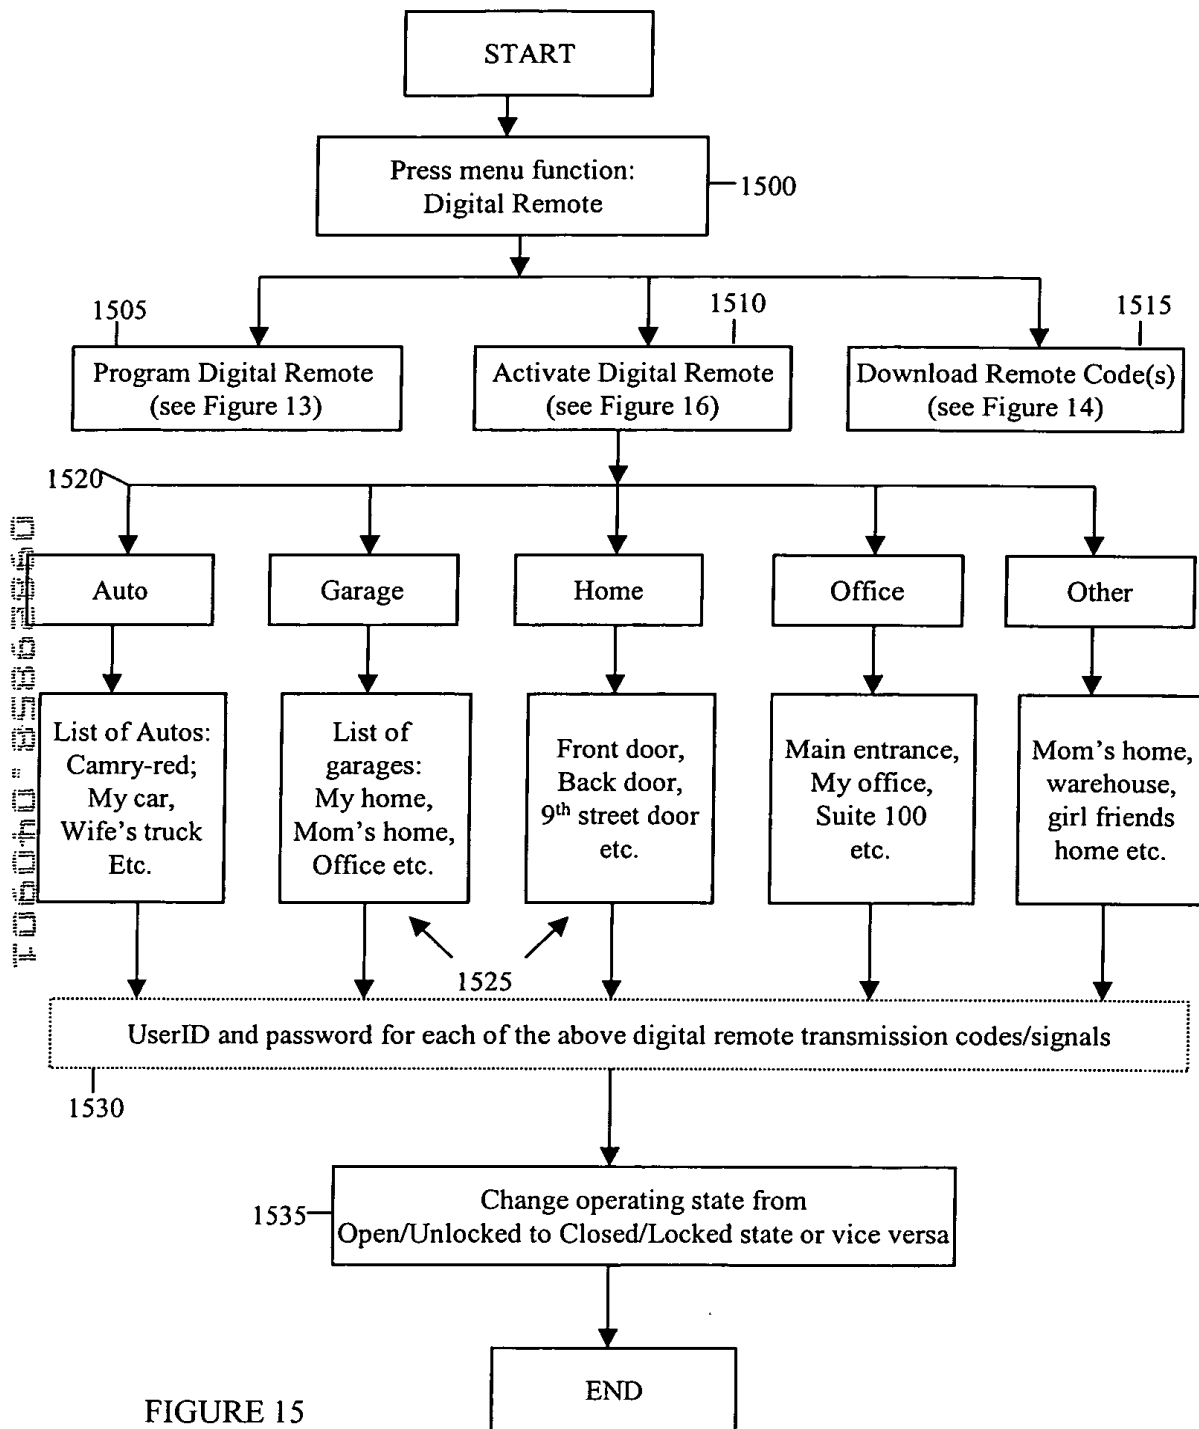 START
Press menu function:
Digital Remote
1500
1505
1510
1515
Program Digital Remote
(see Figure 13)
Activate Digital Remote
(see Figure 16)
Download Remote Code(s)
(see Figure 14)
1520
Auto
Garage
Home
Office
Other
List of Autos:
Camry-red;
My car,
Wife's truck
Etc.
List of
garages:
My home,
Mom's home,
Office etc.
Front door,
Back door,
9th street door
etc.
Main entrance,
My office,
Suite 100
etc.
Mom's home,
warehouse,
girl friends
home etc.
1525
UserID and password for each of the above digital remote transmission codes/signals
1530
1535
Change operating state from
Open/Unlocked to Closed/Locked state or vice versa
END
FIGURE 15